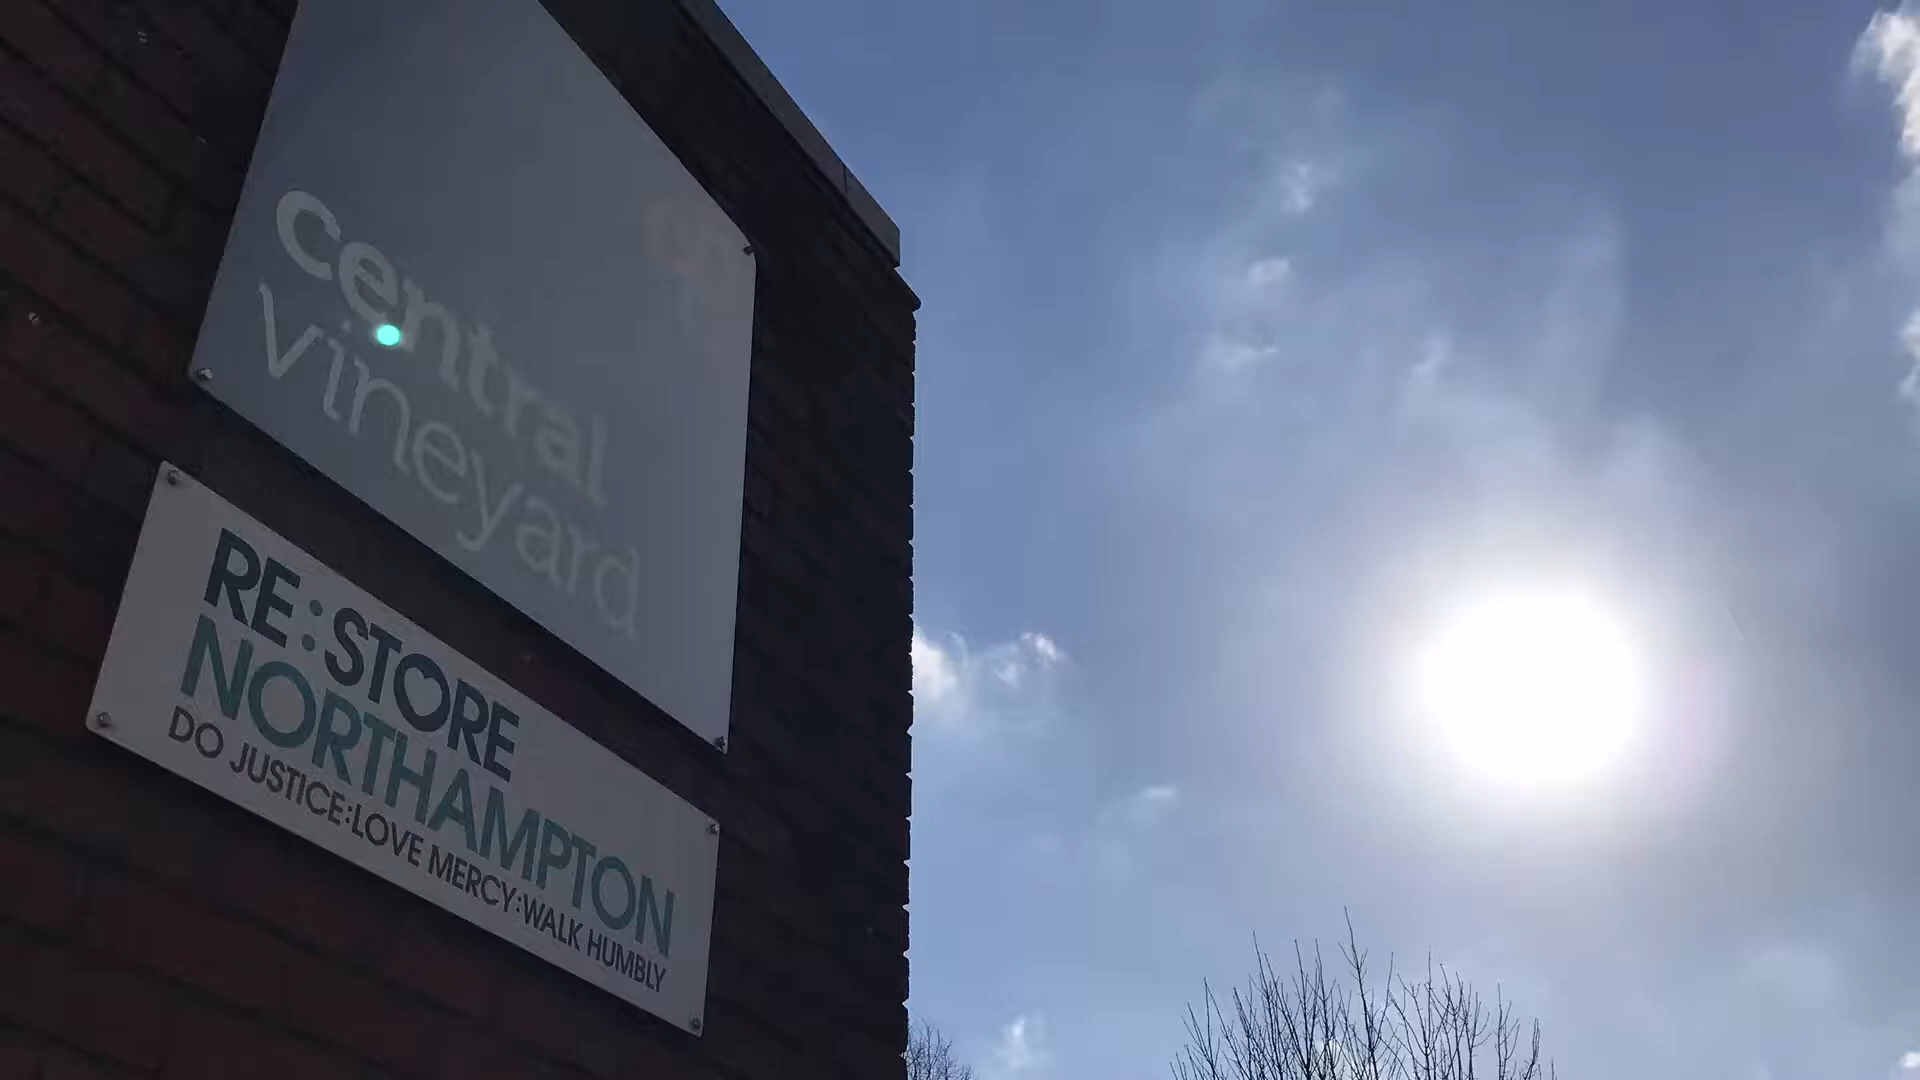 central
vineyard
RE:STORE
NORTHAMPTON
DO JUSTICE:LOVE MERCY:WALK HUMBLY